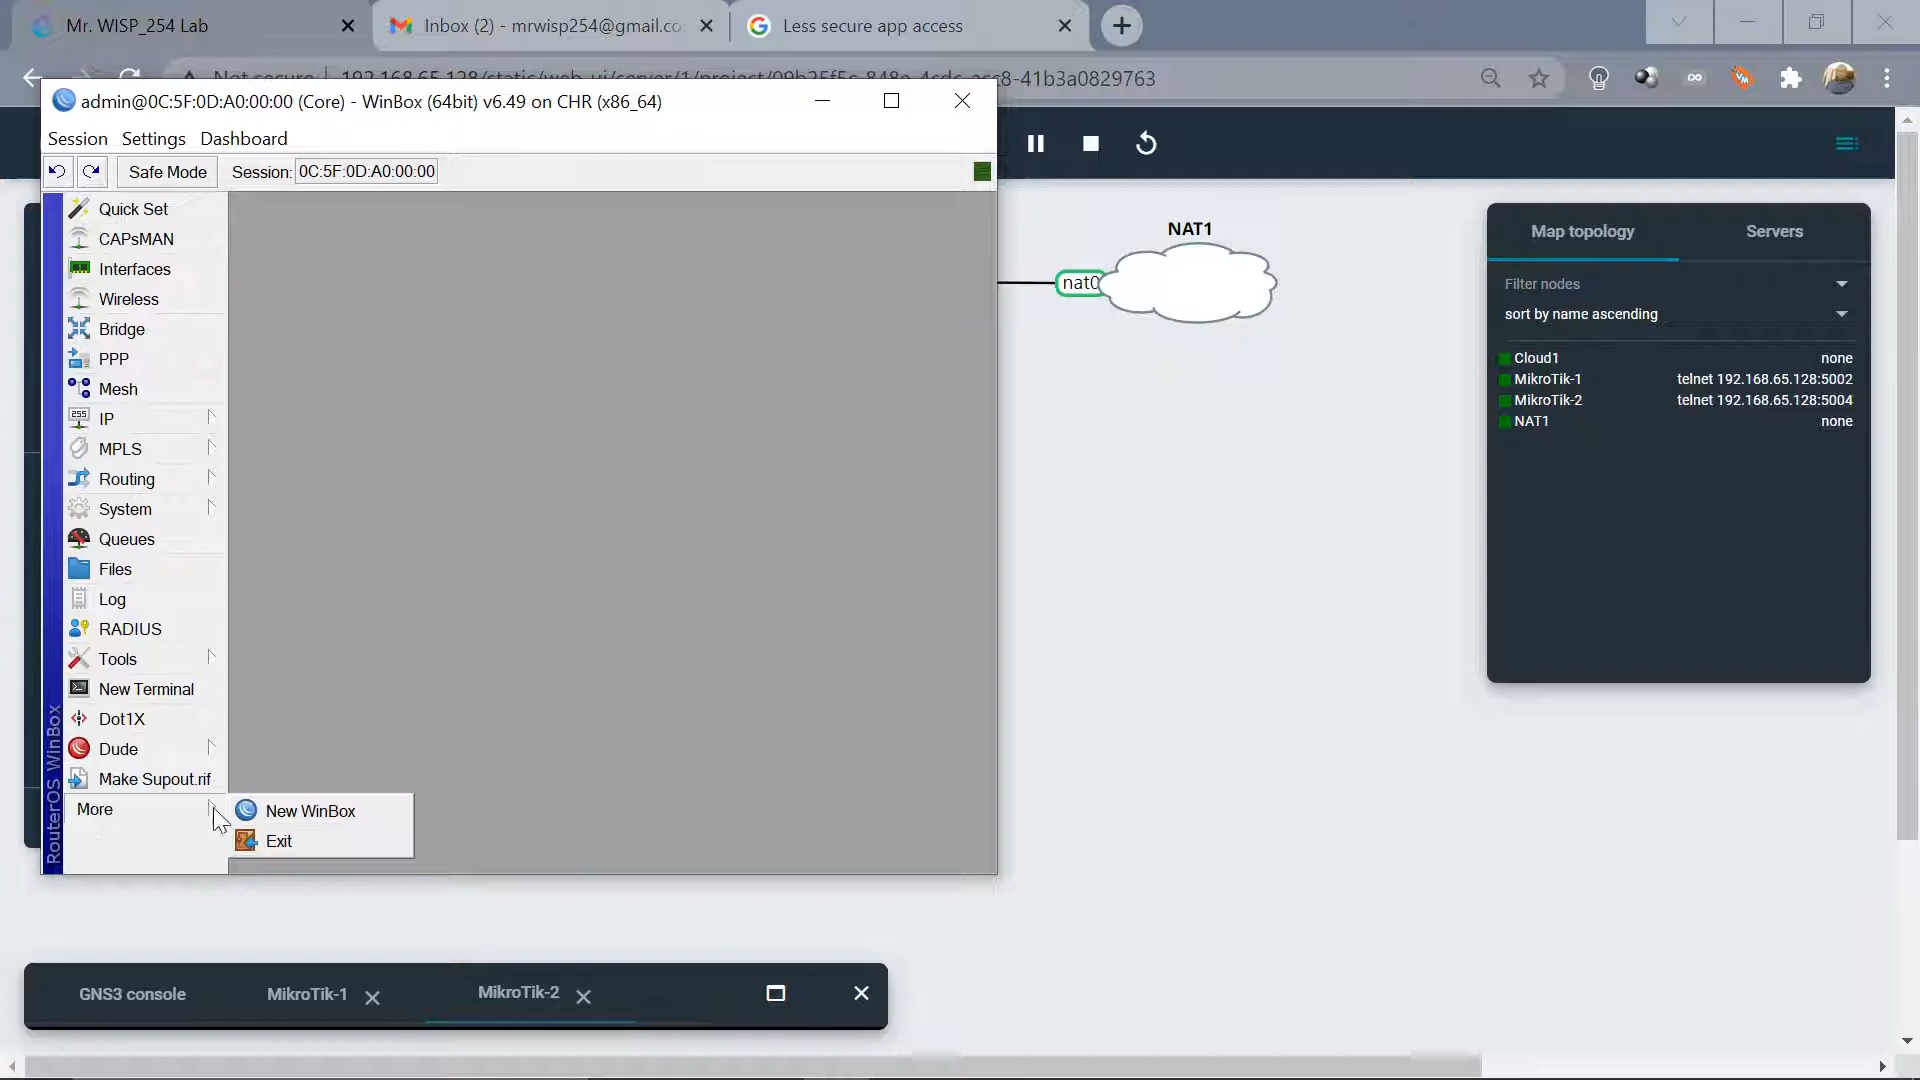 Mr. WISP_254 Lab
Inbox (2) - mrwisp254@gmail.co
Less secure app access
Not secure
admin@0C:5F:0D:A0:00:00 (Core) - WinBox (64bit) v6.49 on CHR (x86_64)
Session Settings Dashboard
Safe Mode Session: 0C:5F:0D:A0:00:00
Quick Set
CAPsMAN
Interfaces
Wireless
Bridge
PPP
Mesh
255 IP
MPLS
Routing
System
Queues
Files
Log
RADIUS
Tools
New Terminal
Dot1X
Dude
Make Supout.rif
More
New WinBox
Exit
RouterOS WinBox
NAT1
nat0
Map topology Servers
Filter nodes
sort by name ascending
Cloud1 none
MikroTik-1 telnet 192.168.65.128:5002
MikroTik-2 telnet 192.168.65.128:5004
NAT1 none
GNS3 console MikroTik-1 MikroTik-2